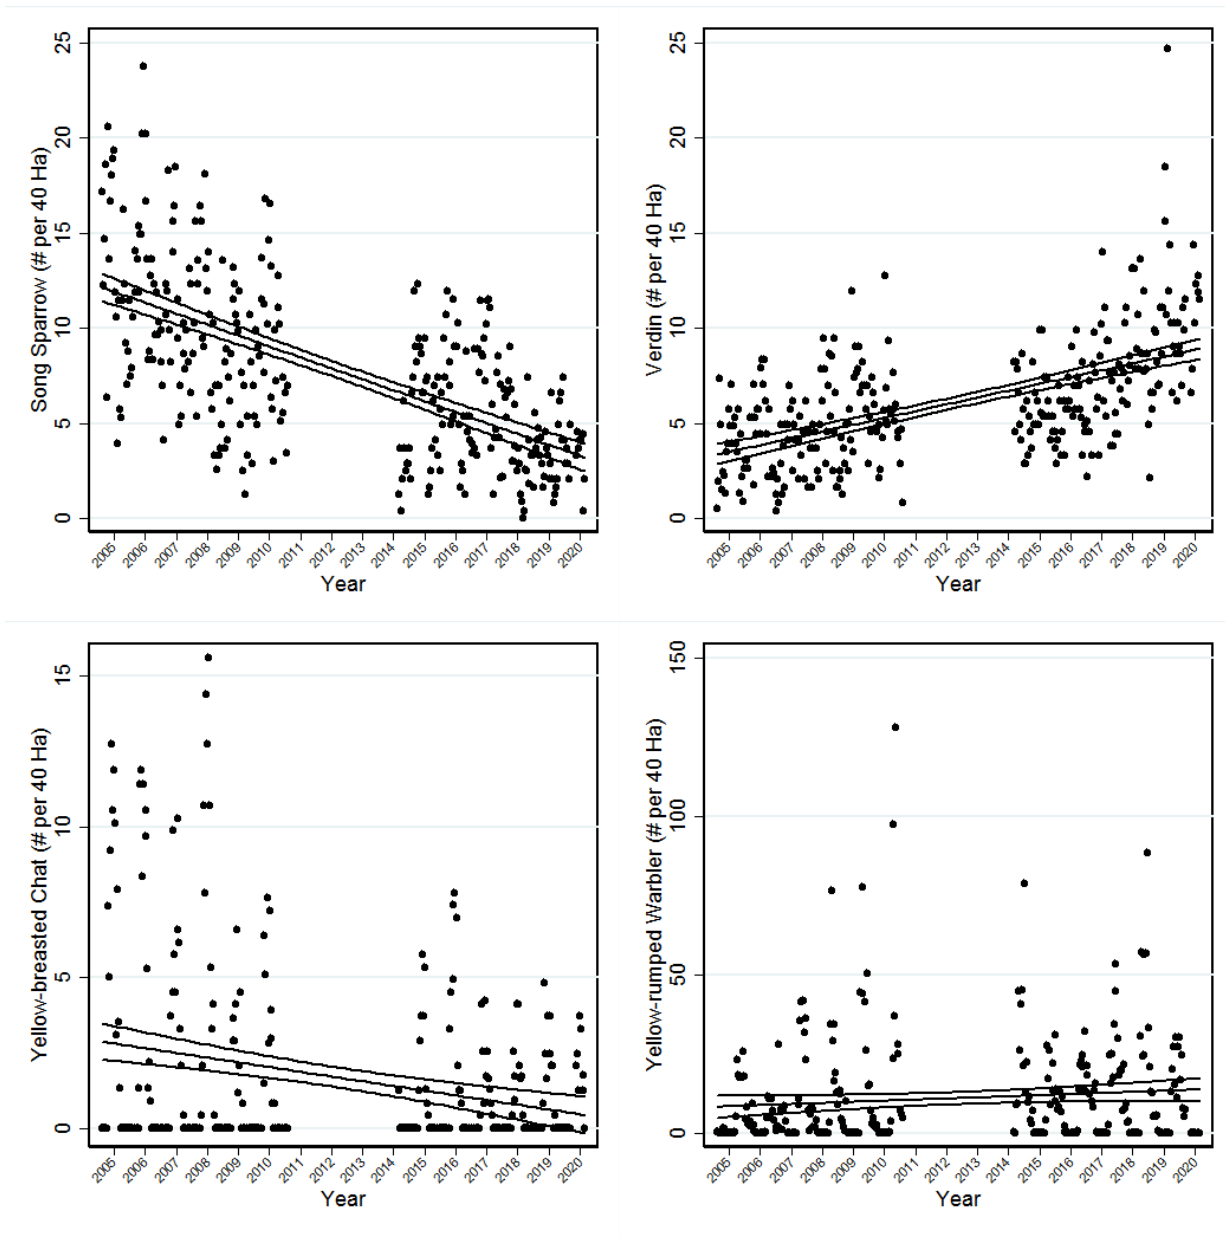 Song Sparrow (# per 40 Ha)
25
20
15
10
5
0
2005 2006 2007 2008 2009 2010 2011 2012 2013 2014 2015 2016 2017 2018 2019 2020
Year
Verdin (# per 40 Ha)
25
20
15
10
5
0
2005 2006 2007 2008 2009 2010 2011 2012 2013 2014 2015 2016 2017 2018 2019 2020
Year
Yellow-breasted Chat (# per 40 Ha)
15
10
5
0
2005 2006 2007 2008 2009 2010 2011 2012 2013 2014 2015 2016 2017 2018 2019 2020
Year
Yellow-rumped Warbler (# per 40 Ha)
150
100
50
0
2005 2006 2007 2008 2009 2010 2011 2012 2013 2014 2015 2016 2017 2018 2019 2020
Year